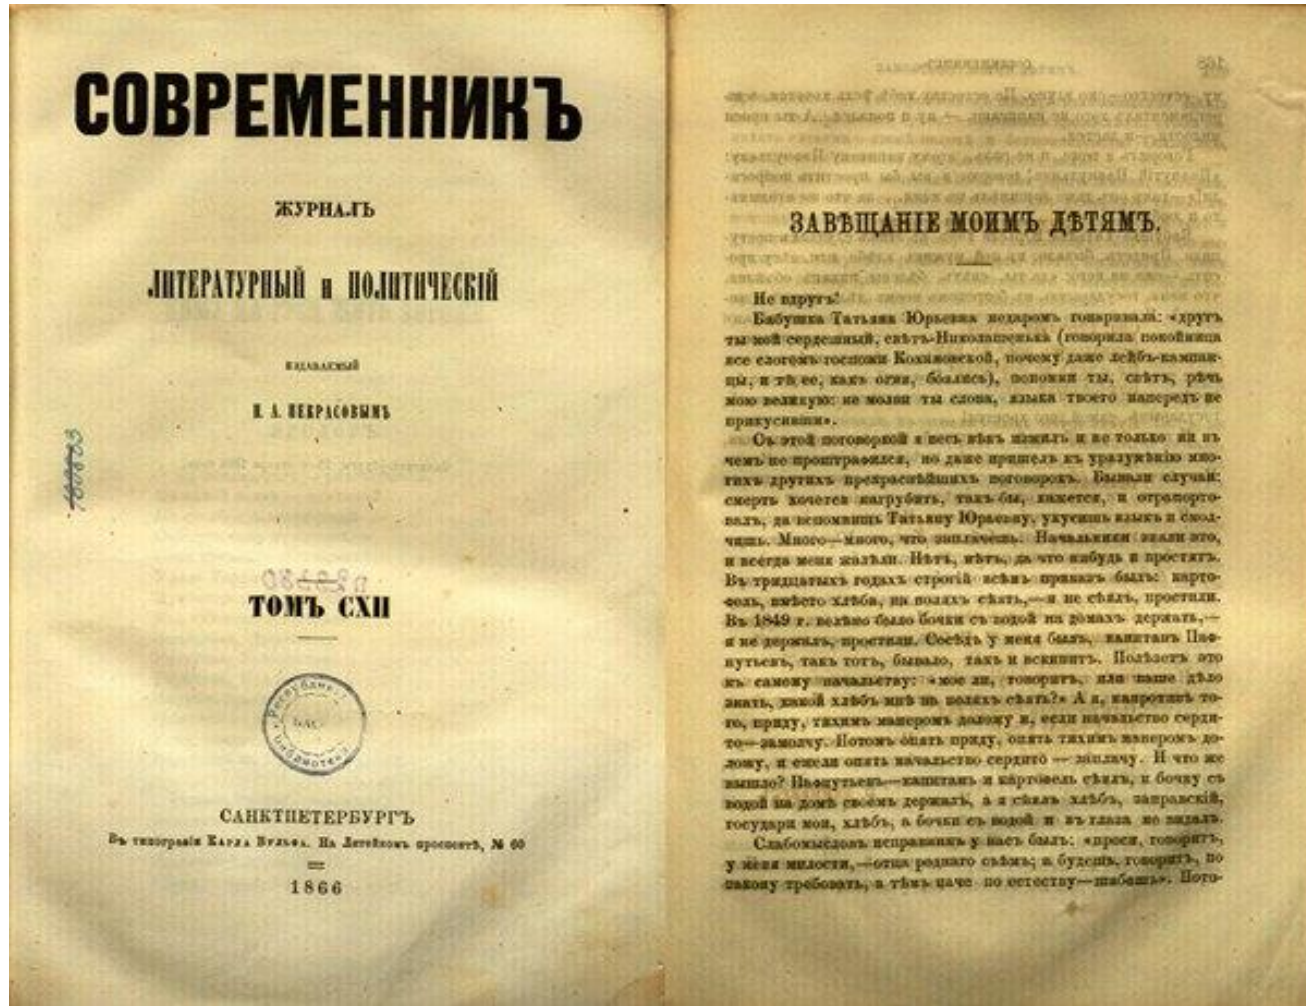 СОВРЕМЕННИКЪ
ЖУРНАЛЪ
ЛИТЕРАТУРНЫЙ и ПОЛИТИЧЕСКІЙ
ИЗДАВАЕМЫЙ
Н. А. НЕКРАСОВЫМЪ
ТОМЪ CXII
САНКТПЕТЕРБУРГЪ
Въ типографіи Карла Вульфа. На Литейномъ проспектѣ, № 60
1866
ЗАВѢЩАНІЕ МОИМЪ ДѢТЯМЪ.
Не вдругъ!
Бабушка Татьяна Юрьевна недаромъ говаривала: «другъ
ты мой сердешный, свѣтъ-Николашенька (говорила покойница
все слогомъ госпожи Кохановской, почему даже лейбъ-кампан-
цы, и тѣ ее, какъ огня, боялись), попомни ты, свѣтъ, рѣчь
мою великую: не молви ты слова, языка твоего напередъ не
прикусивши».
Съ этой поговоркой я весь вѣкъ изжилъ и не только ни въ
чемъ не проштрафился, но даже пришелъ къ уразумѣнію мно-
гихъ другихъ прекраснѣйшихъ поговорокъ. Бывали случаи:
смерть хочется нагрубить, такъ бы, кажется, и отрапорто-
валъ, да вспомнишь Татьяну Юрьевну, укусишь языкъ и смол-
чишь. Много—много, что заплачешь. Начальники знали это,
и всегда меня жалѣли. Нѣтъ, нѣтъ, да что нибудь и простятъ.
Въ тридцатыхъ годахъ строгій всѣмъ приказъ былъ: карто-
фель, вмѣсто хлѣба, на поляхъ сѣять,—я не сѣялъ, простили.
Въ 1849 г. велѣно было бочки съ водой на домахъ держать,—
я не держалъ, простили. Сосѣдъ у меня былъ, капитанъ Паф-
нутьевъ, такъ тотъ, бывало, такъ и вскипитъ. Полѣзетъ это
къ самому начальству: «мое ли, говоритъ, или ваше дѣло
знать, какой хлѣбъ мнѣ на поляхъ сѣять?» А я, напротивъ то-
го, приду, тихимъ манеромъ доложу и, если начальство серди-
то—замолчу. Потомъ опять приду, опять тихимъ манеромъ до-
ложу, и ежели опять начальство сердито — заплачу. И что же
вышло? Пафнутьевъ—капитанъ и картофель сѣялъ, и бочку съ
водой на домѣ своемъ держалъ, а я сѣялъ хлѣбъ, заправскій,
государи мои, хлѣбъ, а бочки съ водой и въ глаза не видалъ.
Слабомысловъ исправникъ у насъ былъ: «проси, говоритъ,
у меня милости,—отца роднаго съѣмъ; а будешь, говоритъ, по
закону требовать, а тѣмъ паче по естеству—шабашъ». Пото-